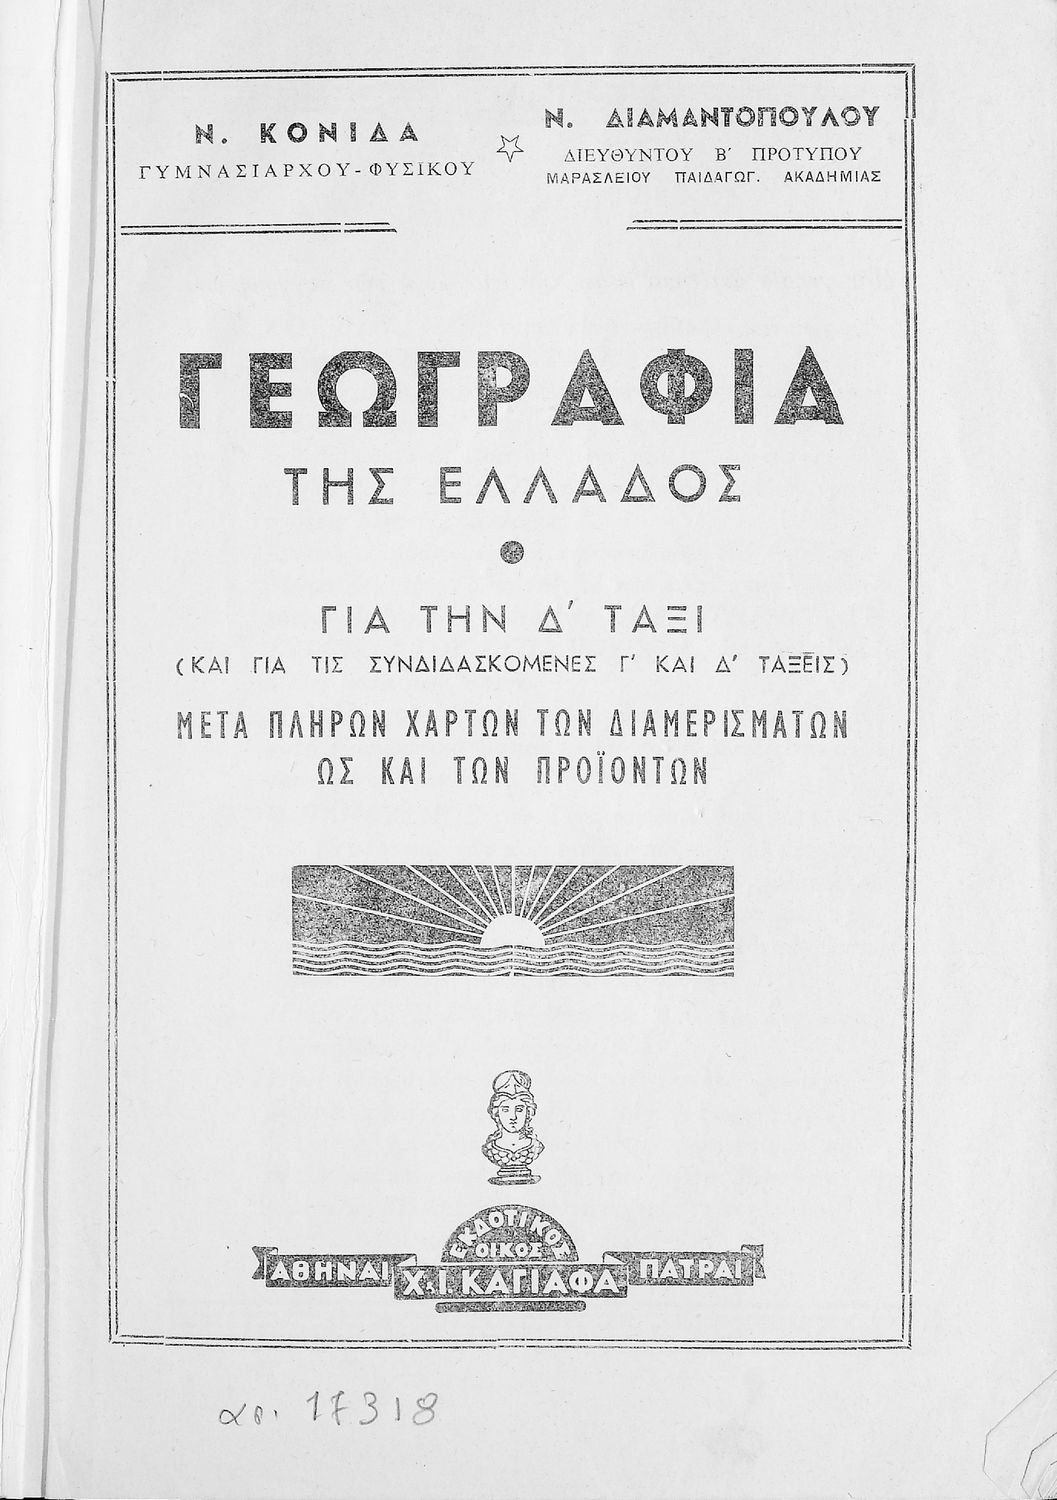 Ν. ΚΟΝΙΔΑ
ΓΥΜΝΑΣΙΑΡΧΟΥ - ΦΥΣΙΚΟΥ
Ν. ΔΙΑΜΑΝΤΟΠΟΥΛΟΥ
ΔΙΕΥΘΥΝΤΟΥ Β' ΠΡΟΤΥΠΟΥ
ΜΑΡΑΣΛΕΙΟΥ ΠΑΙΔΑΓΩΓ. ΑΚΑΔΗΜΙΑΣ
ΓΕΩΓΡΑΦΙΑ
ΤΗΣ ΕΛΛΑΔΟΣ
ΓΙΑ ΤΗΝ Δ' ΤΑΞΙ
(ΚΑΙ ΓΙΑ ΤΙΣ ΣΥΝΔΙΔΑΣΚΟΜΕΝΕΣ Γ' ΚΑΙ Δ' ΤΑΞΕΙΣ)
ΜΕΤΑ ΠΛΗΡΩΝ ΧΑΡΤΩΝ ΤΩΝ ΔΙΑΜΕΡΙΣΜΑΤΩΝ
ΩΣ ΚΑΙ ΤΩΝ ΠΡΟΪΟΝΤΩΝ
ΕΚΔΟΤΙΚΟΣ
ΟΙΚΟΣ
ΑΘΗΝΑΙ Χ. Ι. ΚΑΓΙΑΦΑ ΠΑΤΡΑΙ
17318